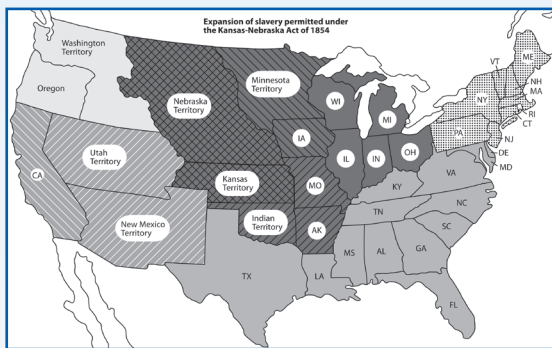 Expansion of slavery permitted under
the Kansas-Nebraska Act of 1854
Washington
Territory
Oregon
Nebraska
Territory
Minnesota
Territory
WI
MI
VT
ME
NH
MA
NY
RI
CT
PA
NJ
DE
MD
Utah
Territory
CA
IA
IL
IN
OH
Kansas
Territory
MO
KY
VA
New Mexico
Territory
Indian
Territory
AK
TN
NC
SC
TX
LA
MS
AL
GA
FL